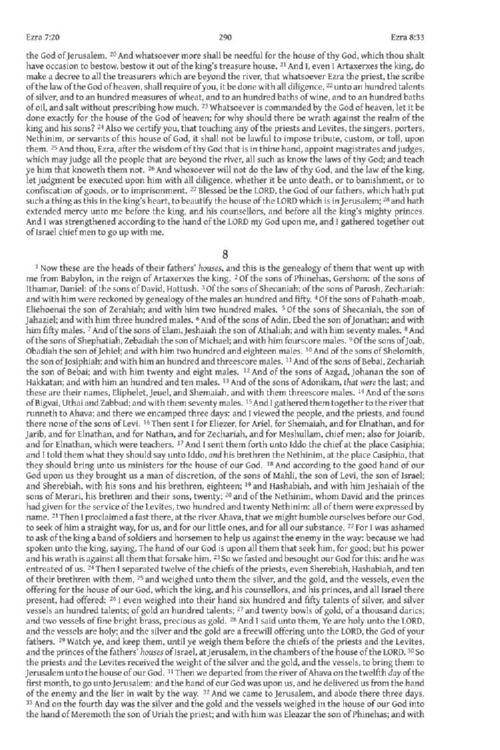 Ezra 7:20 290 Ezra 8:33
the God of Jerusalem. 20 And whatsoever more shall be needful for the house of thy God, which thou shalt
have occasion to bestow, bestow it out of the king's treasure house. 21 And I, even I Artaxerxes the king, do
make a decree to all the treasurers which are beyond the river, that whatsoever Ezra the priest, the scribe
of the law of the God of heaven, shall require of you, it be done with all diligence, 22 unto an hundred talents
of silver, and to an hundred measures of wheat, and to an hundred baths of wine, and to an hundred baths
of oil, and salt without prescribing how much. 23 Whatsoever is commanded by the God of heaven, let it be
done exactly for the house of the God of heaven; for why should there be wrath against the realm of the
king and his sons? 24 Also we certify you, that touching any of the priests and Levites, the singers, porters,
Nethinim, or servants of this house of God, it shall not be lawful to impose tribute, custom, or toll, upon
them. 25 And thou, Ezra, after the wisdom of thy God that is in thine hand, appoint magistrates and judges,
which may judge all the people that are beyond the river, all such as know the laws of thy God; and teach
ye him that knoweth them not. 26 And whosoever will not do the law of thy God, and the law of the king,
let judgment be executed upon him with all diligence, whether it be unto death, or to banishment, or to
confiscation of goods, or to imprisonment. 27 Blessed be the LORD, the God of our fathers, which hath put
such a thing as this in the king's heart, to beautify the house of the LORD which is in Jerusalem; 28 and hath
extended mercy unto me before the king, and his counsellors, and before all the king's mighty princes.
And I was strengthened according to the hand of the LORD my God upon me, and I gathered together out
of Israel chief men to go up with me.
8
1 Now these are the heads of their fathers' houses, and this is the genealogy of them that went up with
me from Babylon, in the reign of Artaxerxes the king. 2 Of the sons of Phinehas, Gershom: of the sons of
Ithamar, Daniel: of the sons of David, Hattush. 3 Of the sons of Shecaniah; of the sons of Parosh, Zechariah:
and with him were reckoned by genealogy of the males an hundred and fifty. 4 Of the sons of Pahath-moab,
Eliehoenai the son of Zerahiah; and with him two hundred males. 5 Of the sons of Shecaniah, the son of
Jahaziel; and with him three hundred males. 6 And of the sons of Adin, Ebed the son of Jonathan; and with
him fifty males. 7 And of the sons of Elam, Jeshaiah the son of Athaliah; and with him seventy males. 8 And
of the sons of Shephatiah, Zebadiah the son of Michael; and with him fourscore males. 9 Of the sons of Joab,
Obadiah the son of Jehiel; and with him two hundred and eighteen males. 10 And of the sons of Shelomith,
the son of Josiphiah; and with him an hundred and threescore males. 11 And of the sons of Bebai, Zechariah
the son of Bebai; and with him twenty and eight males. 12 And of the sons of Azgad, Johanan the son of
Hakkatan; and with him an hundred and ten males. 13 And of the sons of Adonikam, that were the last; and
these are their names, Eliphelet, Jeuel, and Shemaiah, and with them threescore males. 14 And of the sons
of Bigvai, Uthai and Zabbud; and with them seventy males. 15 And I gathered them together to the river that
runneth to Ahava; and there we encamped three days: and I viewed the people, and the priests, and found
there none of the sons of Levi. 16 Then sent I for Eliezer, for Ariel, for Shemaiah, and for Elnathan, and for
Jarib, and for Elnathan, and for Nathan, and for Zechariah, and for Meshullam, chief men; also for Joiarib,
and for Elnathan, which were teachers. 17 And I sent them forth unto Iddo the chief at the place Casiphia;
and I told them what they should say unto Iddo, and his brethren the Nethinim, at the place Casiphia, that
they should bring unto us ministers for the house of our God. 18 And according to the good hand of our
God upon us they brought us a man of discretion, of the sons of Mahli, the son of Levi, the son of Israel;
and Sherebiah, with his sons and his brethren, eighteen; 19 and Hashabiah, and with him Jeshaiah of the
sons of Merari, his brethren and their sons, twenty; 20 and of the Nethinim, whom David and the princes
had given for the service of the Levites, two hundred and twenty Nethinim: all of them were expressed by
name. 21 Then I proclaimed a fast there, at the river Ahava, that we might humble ourselves before our God,
to seek of him a straight way, for us, and for our little ones, and for all our substance. 22 For I was ashamed
to ask of the king a band of soldiers and horsemen to help us against the enemy in the way: because we had
spoken unto the king, saying, The hand of our God is upon all them that seek him, for good; but his power
and his wrath is against all them that forsake him. 23 So we fasted and besought our God for this: and he was
entreated of us. 24 Then I separated twelve of the chiefs of the priests, even Sherebiah, Hashabiah, and ten
of their brethren with them, 25 and weighed unto them the silver, and the gold, and the vessels, even the
offering for the house of our God, which the king, and his counsellors, and his princes, and all Israel there
present, had offered: 26 I even weighed into their hand six hundred and fifty talents of silver, and silver
vessels an hundred talents; of gold an hundred talents; 27 and twenty bowls of gold, of a thousand darics;
and two vessels of fine bright brass, precious as gold. 28 And I said unto them, Ye are holy unto the LORD,
and the vessels are holy; and the silver and the gold are a freewill offering unto the LORD, the God of your
fathers. 29 Watch ye, and keep them, until ye weigh them before the chiefs of the priests and the Levites,
and the princes of the fathers' houses of Israel, at Jerusalem, in the chambers of the house of the LORD. 30 So
the priests and the Levites received the weight of the silver and the gold, and the vessels, to bring them to
Jerusalem unto the house of our God. 31 Then we departed from the river of Ahava on the twelfth day of the
first month, to go unto Jerusalem: and the hand of our God was upon us, and he delivered us from the hand
of the enemy and the lier in wait by the way. 32 And we came to Jerusalem, and abode there three days.
33 And on the fourth day was the silver and the gold and the vessels weighed in the house of our God into
the hand of Meremoth the son of Uriah the priest; and with him was Eleazar the son of Phinehas; and with